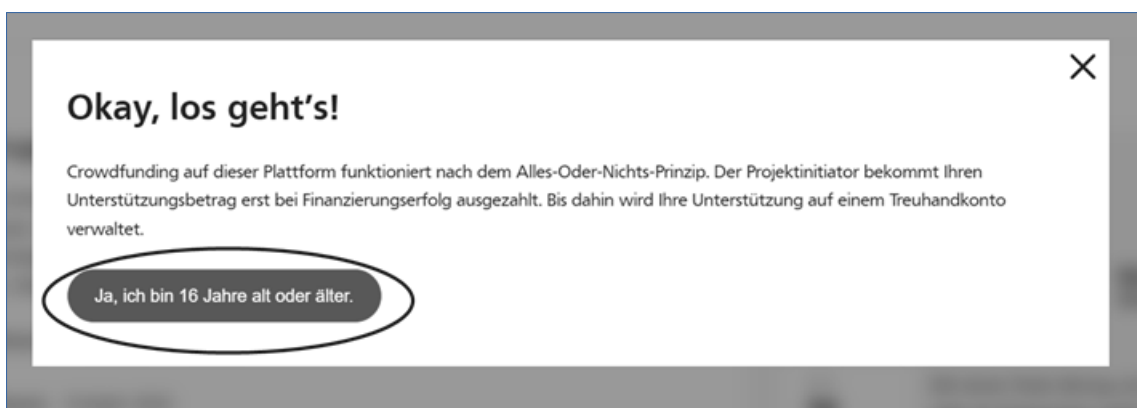 Okay, los geht's!
Crowdfunding auf dieser Plattform funktioniert nach dem Alles-Oder-Nichts-Prinzip. Der Projektinitiator bekommt Ihren
Unterstützungsbetrag erst bei Finanzierungserfolg ausgezahlt. Bis dahin wird Ihre Unterstützung auf einem Treuhandkonto
verwaltet.
Ja, ich bin 16 Jahre alt oder älter.